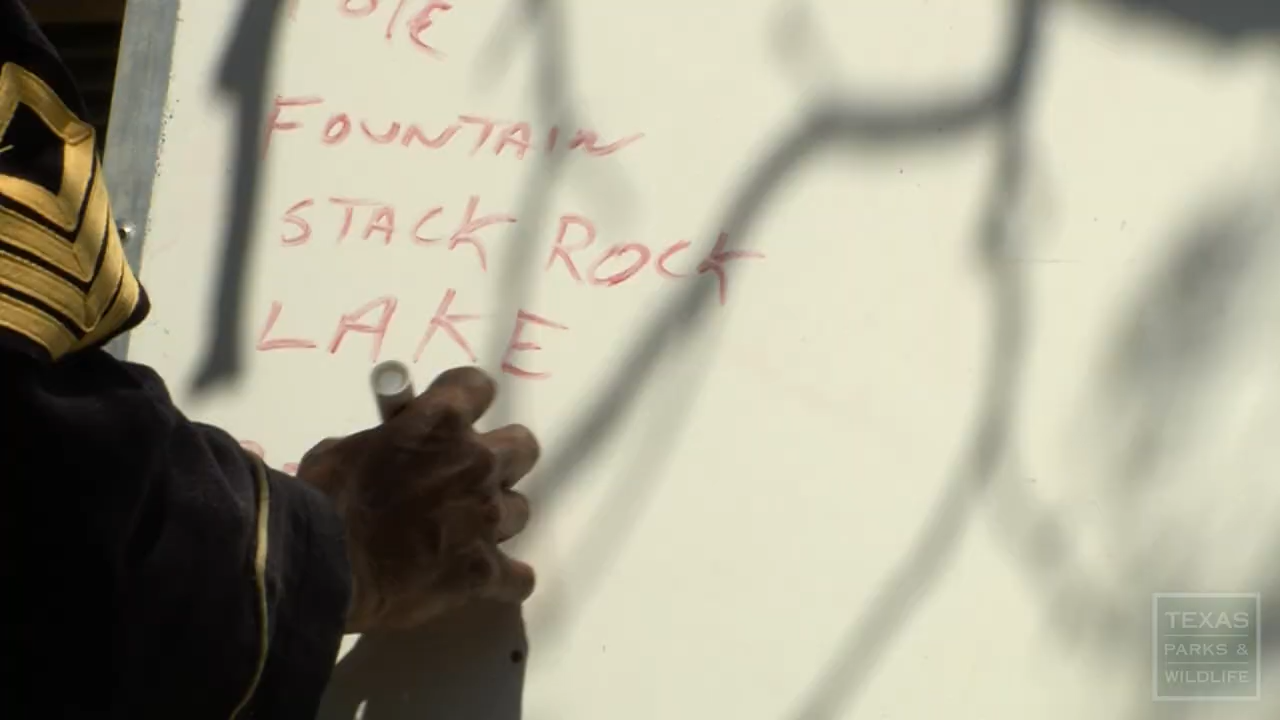 FOUNTAIN
STACK ROCK
LAKE
TEXAS
PARKS &
WILDLIFE